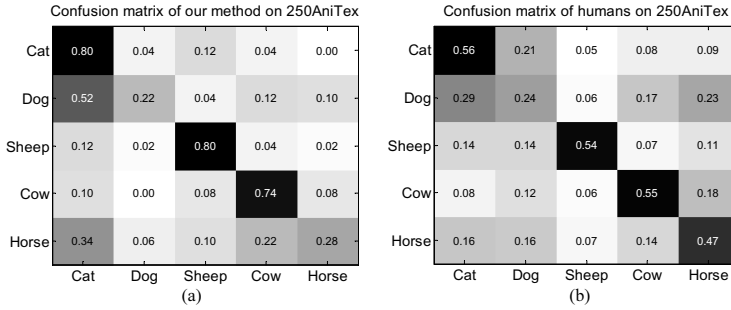 Confusion matrix of our method on 250AniTex
Cat 0.80 0.04 0.12 0.04 0.00
Dog 0.52 0.22 0.04 0.12 0.10
Sheep 0.12 0.02 0.80 0.04 0.02
Cow 0.10 0.00 0.08 0.74 0.08
Horse 0.34 0.06 0.10 0.22 0.28
Cat Dog Sheep Cow Horse
(a)
Confusion matrix of humans on 250AniTex
Cat 0.56 0.21 0.05 0.08 0.09
Dog 0.29 0.24 0.06 0.17 0.23
Sheep 0.14 0.14 0.54 0.07 0.11
Cow 0.08 0.12 0.06 0.55 0.18
Horse 0.16 0.16 0.07 0.14 0.47
Cat Dog Sheep Cow Horse
(b)